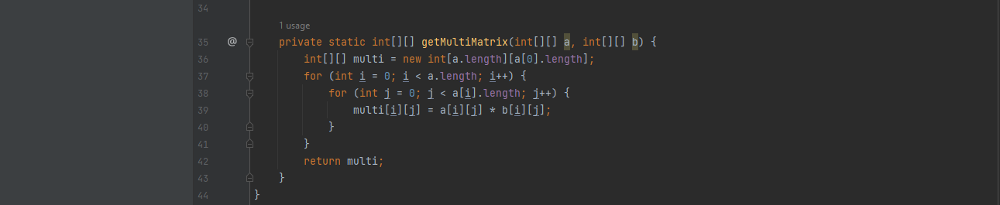 34
1 usage
35 @ private static int[][] getMultiMatrix(int[][] a, int[][] b) {
36 int[][] multi = new int[a.length][a[0].length];
37 for (int i = 0; i < a.length; i++) {
38 for (int j = 0; j < a[i].length; j++) {
39 multi[i][j] = a[i][j] * b[i][j];
40 }
41 }
42 return multi;
43 }
44 }